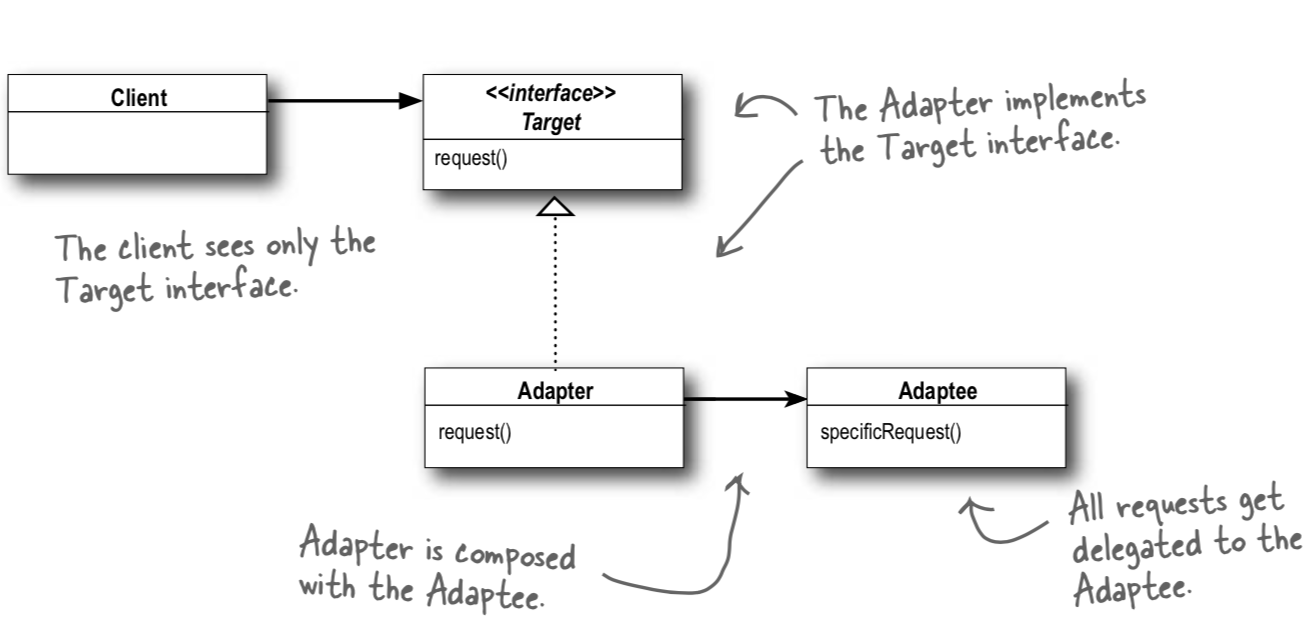 Client
<<interface>>
Target
request()
The Adapter implements
the Target interface.
The client sees only the
Target interface.
Adapter
request()
Adaptee
specificRequest()
Adapter is composed
with the Adaptee.
All requests get
delegated to the
Adaptee.